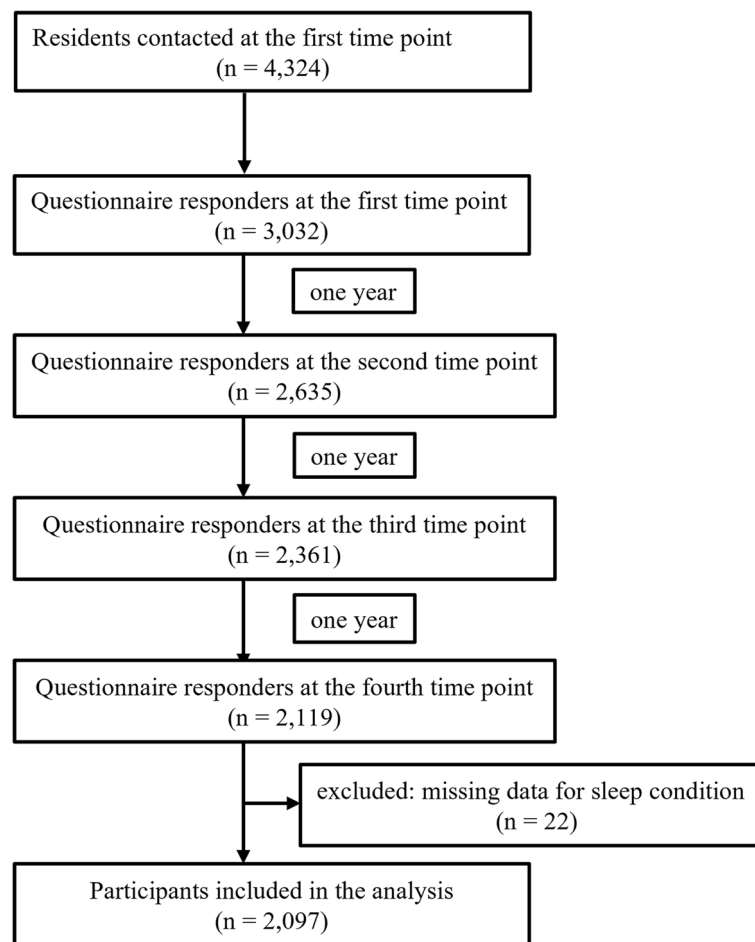 Residents contacted at the first time point
(n = 4,324)
Questionnaire responders at the first time point
(n = 3,032)
one year
Questionnaire responders at the second time point
(n = 2,635)
one year
Questionnaire responders at the third time point
(n = 2,361)
one year
Questionnaire responders at the fourth time point
(n = 2,119)
excluded: missing data for sleep condition
(n = 22)
Participants included in the analysis
(n = 2,097)